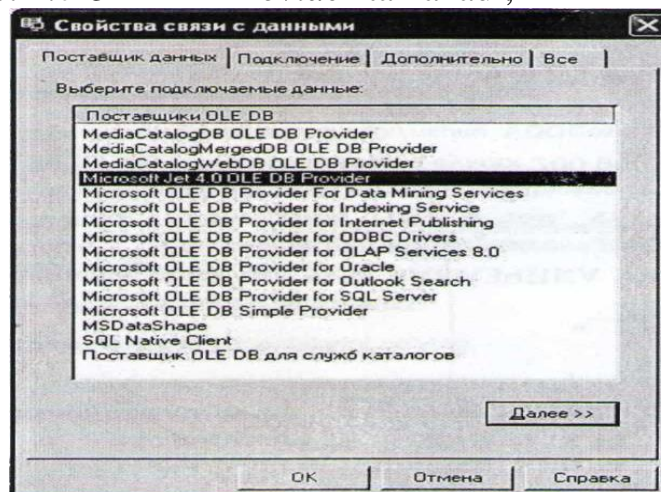 Свойства связи с данными
Поставщик данных Подключение Дополнительно Все
Выберите подключаемые данные:
Поставщики OLE DB
MediaCatalogDB OLE DB Provider
MediaCatalogMergedDB OLE DB Provider
MediaCatalogWebDB OLE DB Provider
Microsoft Jet 4.0 OLE DB Provider
Microsoft OLE DB Provider For Data Mining Services
Microsoft OLE DB Provider for Indexing Service
Microsoft OLE DB Provider for Internet Publishing
Microsoft OLE DB Provider for ODBC Drivers
Microsoft OLE DB Provider for OLAP Services 8.0
Microsoft OLE DB Provider for Oracle
Microsoft OLE DB Provider for Outlook Search
Microsoft OLE DB Provider for SQL Server
Microsoft OLE DB Simple Provider
MSDataShape
SQL Native Client
Поставщик OLE DB для служб каталогов
Далее >>
OK Отмена Справка